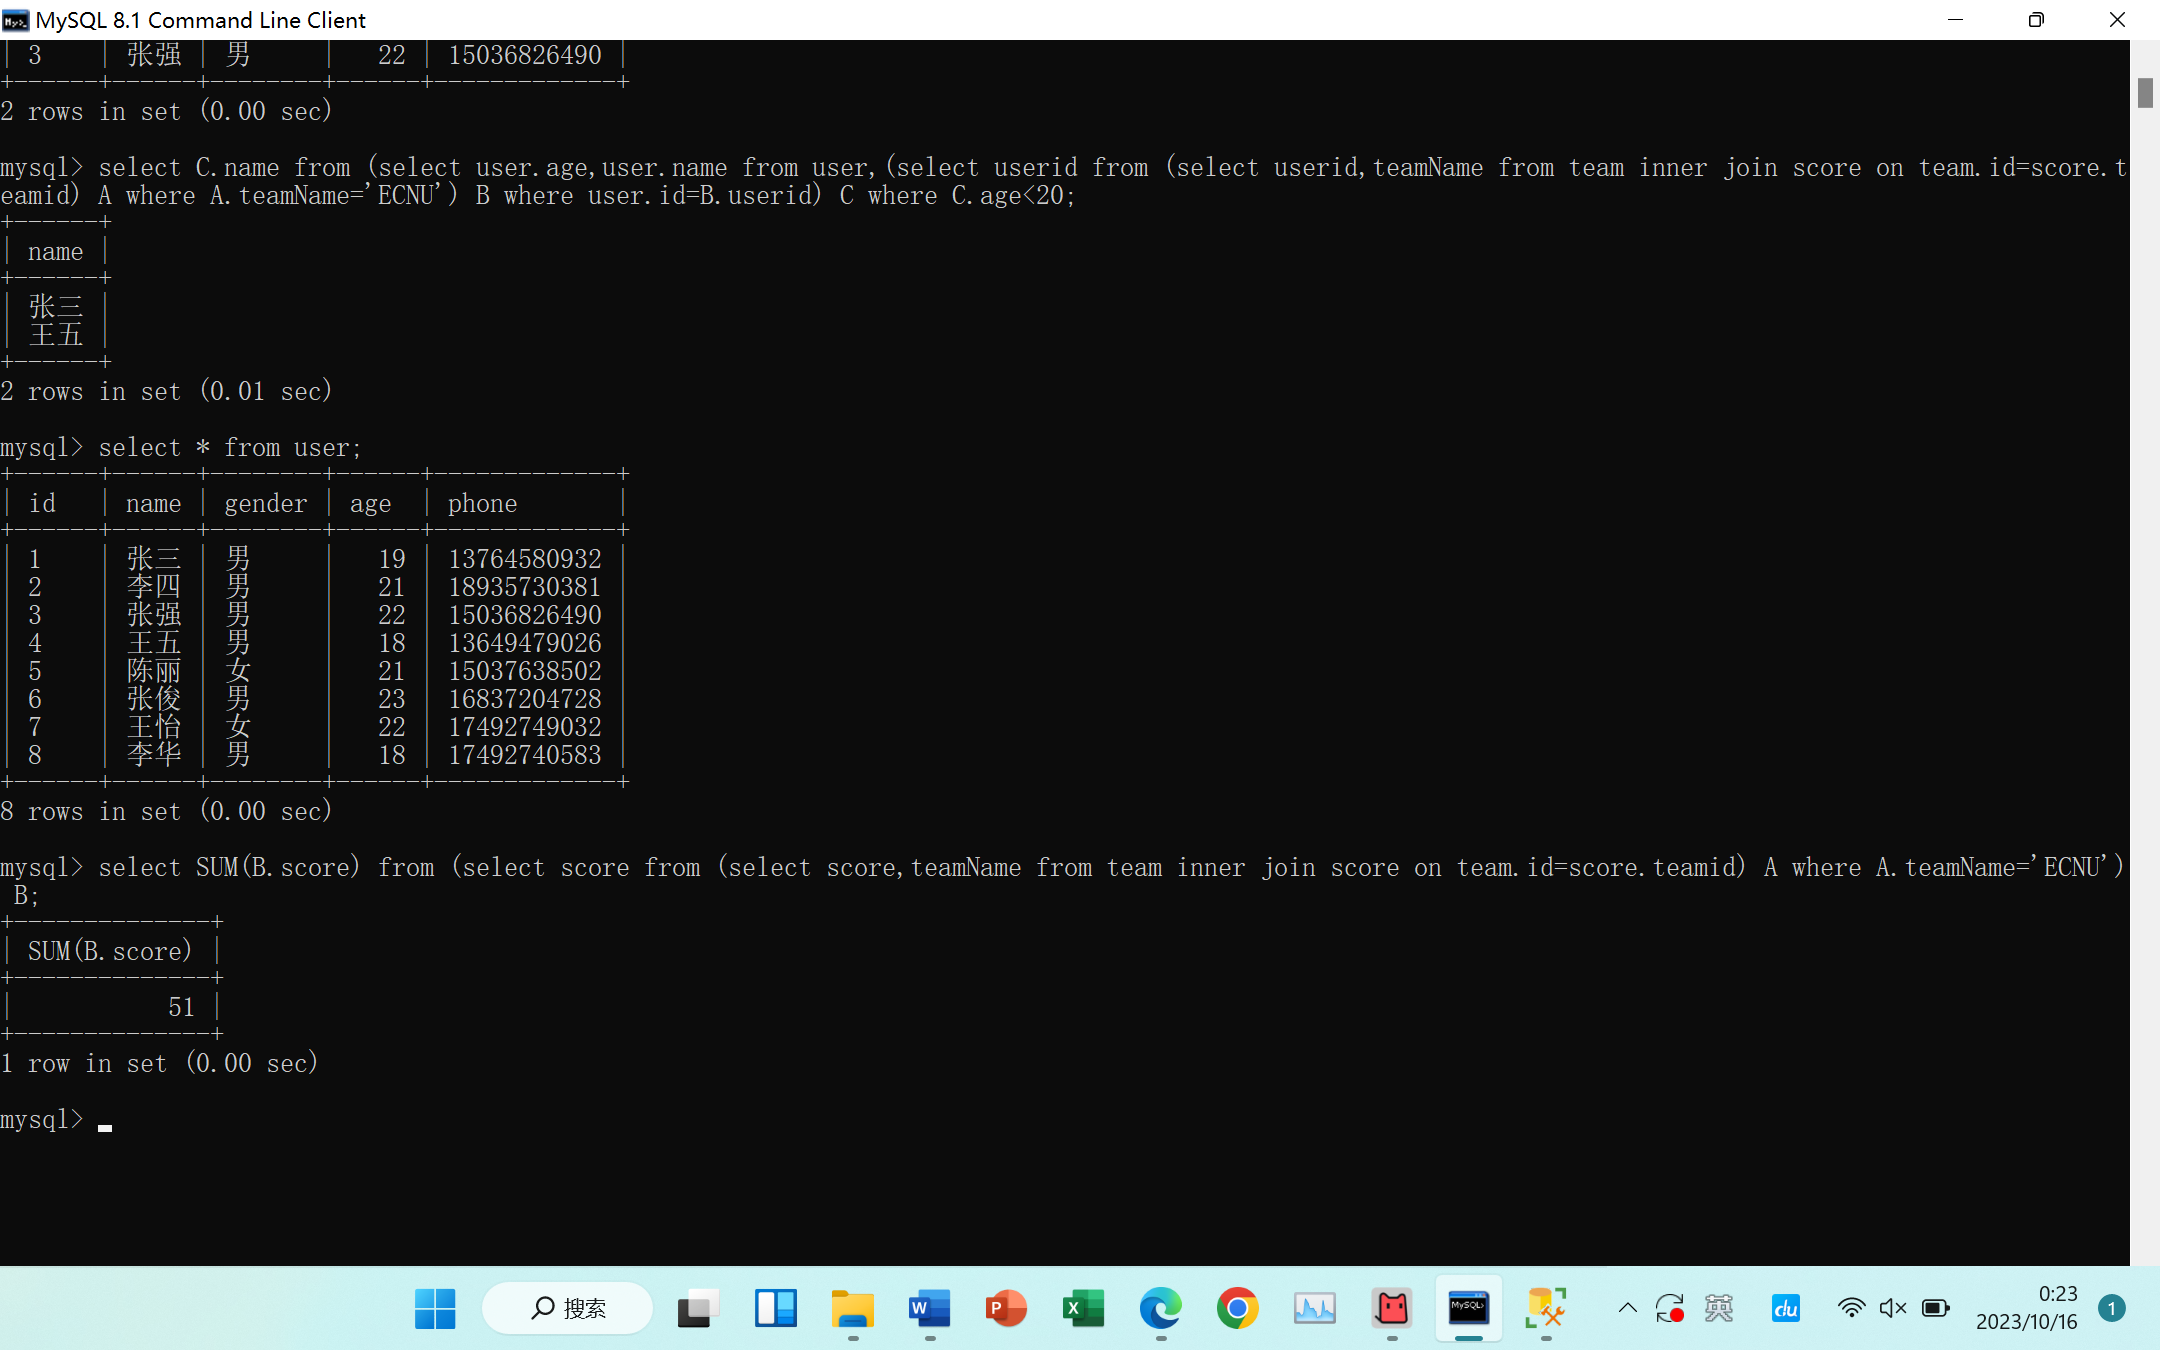 MySQL 8.1 Command Line Client
| 3    | 张强 | 男     |   22 | 15036826490 |
+------+------+--------+------+-------------+
2 rows in set (0.00 sec)
mysql> select C.name from (select user.age,user.name from user,(select userid from (select userid,teamName from team inner join score on team.id=score.t
eamid) A where A.teamName='ECNU') B where user.id=B.userid) C where C.age<20;
+------+
| name |
+------+
| 张三 |
| 王五 |
+------+
2 rows in set (0.01 sec)
mysql> select * from user;
+------+------+--------+------+-------------+
| id   | name | gender | age  | phone       |
+------+------+--------+------+-------------+
| 1    | 张三 | 男     |   19 | 13764580932 |
| 2    | 李四 | 男     |   21 | 18935730381 |
| 3    | 张强 | 男     |   22 | 15036826490 |
| 4    | 王五 | 男     |   18 | 13649479026 |
| 5    | 陈丽 | 女     |   21 | 15037638502 |
| 6    | 张俊 | 男     |   23 | 16837204728 |
| 7    | 王怡 | 女     |   22 | 17492749032 |
| 8    | 李华 | 男     |   18 | 17492740583 |
+------+------+--------+------+-------------+
8 rows in set (0.00 sec)
mysql> select SUM(B.score) from (select score from (select score,teamName from team inner join score on team.id=score.teamid) A where A.teamName='ECNU')
 B;
+--------------+
| SUM(B.score) |
+--------------+
|           51 |
+--------------+
1 row in set (0.00 sec)
mysql>
搜索
W
P
X
MySQL>
英
du
0:23
2023/10/16
1